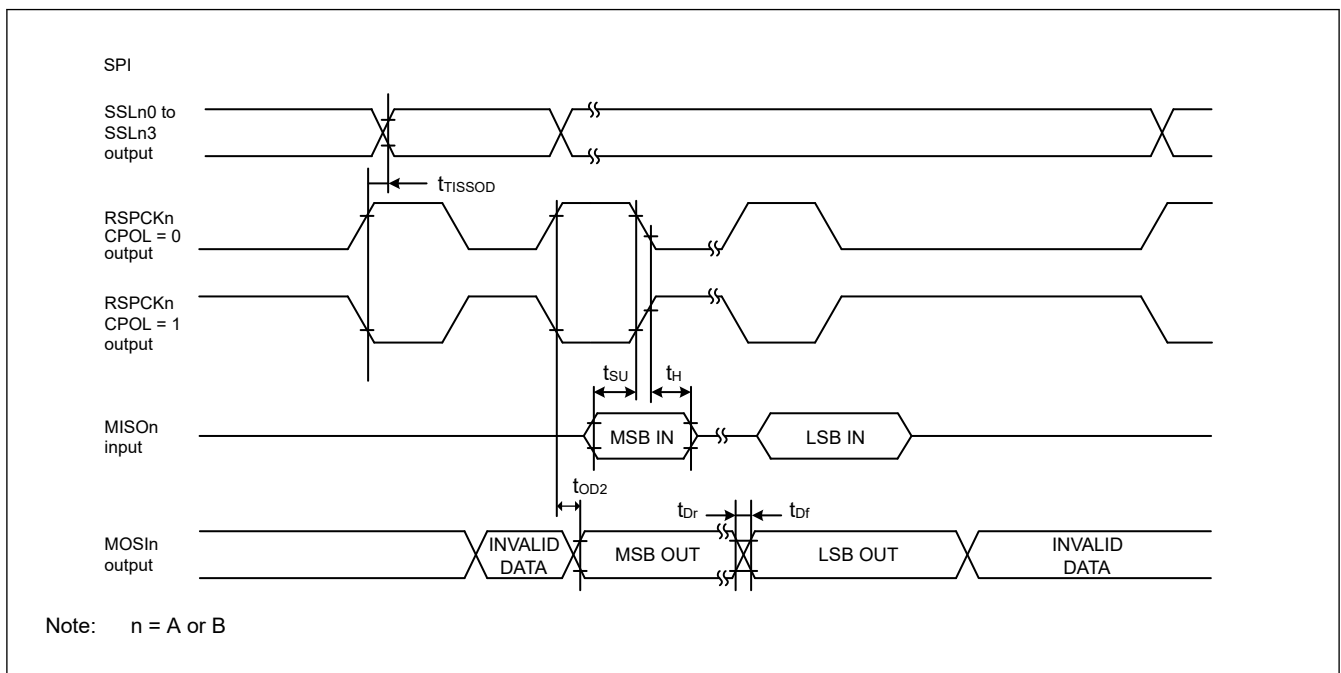 SPI
SSLn0 to
SSLn3
output
tTISSOD
RSPCKn
CPOL = 0
output
RSPCKn
CPOL = 1
output
tSU
tH
MISOn
input
MSB IN
LSB IN
tOD2
tDr
tDf
MOSIn
output
INVALID
DATA
MSB OUT
LSB OUT
INVALID
DATA
Note: n = A or B